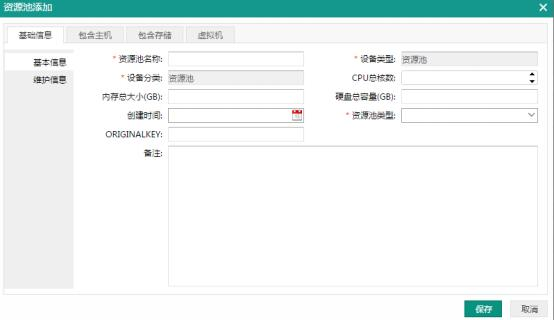 资源池添加
基础信息 包含主机 包含存储 虚拟机
基本信息
维护信息
* 资源池名称: * 设备类型: 资源池
* 设备分类: 资源池 CPU总核数:
内存总大小(GB): 硬盘总容量(GB):
创建时间: * 资源池类型:
ORIGINALKEY:
备注:
保存 取消